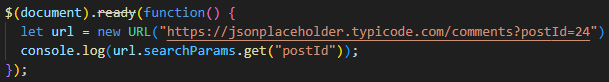 $(document).ready(function() {
let url = new URL("https://jsonplaceholder.typicode.com/comments?postId=24")
console.log(url.searchParams.get("postId"));
});